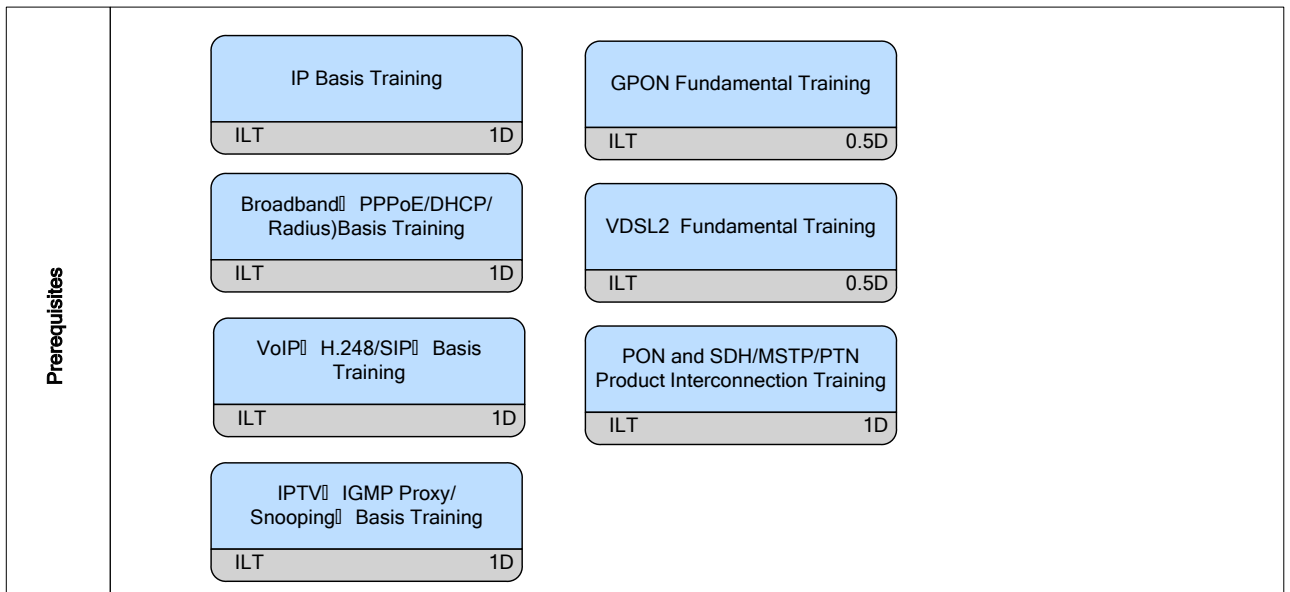 Prerequisites
IP Basis Training
ILT 1D
Broadband▯ PPPoE/DHCP/
Radius)Basis Training
ILT 1D
VoIP▯ H.248/SIP▯ Basis
Training
ILT 1D
IPTV▯ IGMP Proxy/
Snooping▯ Basis Training
ILT 1D
GPON Fundamental Training
ILT 0.5D
VDSL2 Fundamental Training
ILT 0.5D
PON and SDH/MSTP/PTN
Product Interconnection Training
ILT 1D